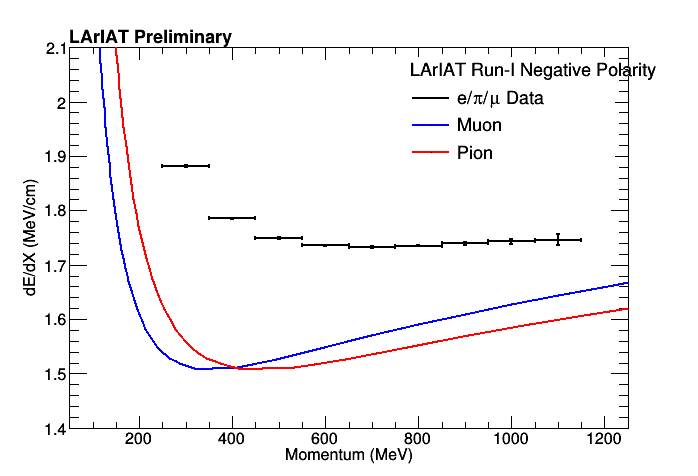 LArIAT Preliminary
LArIAT Run-I Negative Polarity
e/π/μ Data
Muon
Pion
dE/dX (MeV/cm)
2.1
2
1.9
1.8
1.7
1.6
1.5
1.4
200 400 600 800 1000 1200
Momentum (MeV)